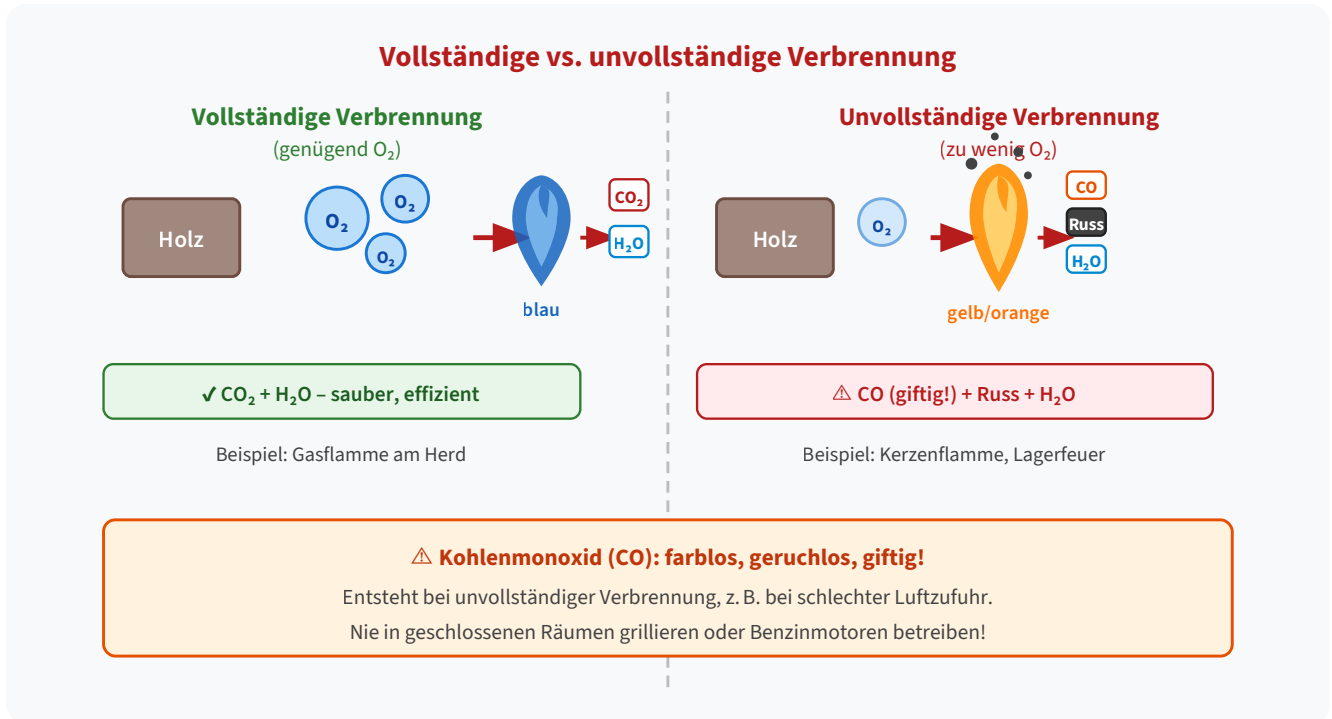 Vollständige vs. unvollständige Verbrennung
Vollständige Verbrennung
(genügend O₂)
Holz
O₂
O₂
O₂
CO₂
H₂O
blau
✓ CO₂ + H₂O – sauber, effizient
Beispiel: Gasflamme am Herd
Unvollständige Verbrennung
(zu wenig O₂)
Holz
O₂
CO
Russ
H₂O
gelb/orange
⚠ CO (giftig!) + Russ + H₂O
Beispiel: Kerzenflamme, Lagerfeuer
⚠ Kohlenmonoxid (CO): farblos, geruchlos, giftig!
Entsteht bei unvollständiger Verbrennung, z. B. bei schlechter Luftzufuhr.
Nie in geschlossenen Räumen grillieren oder Benzinmotoren betreiben!